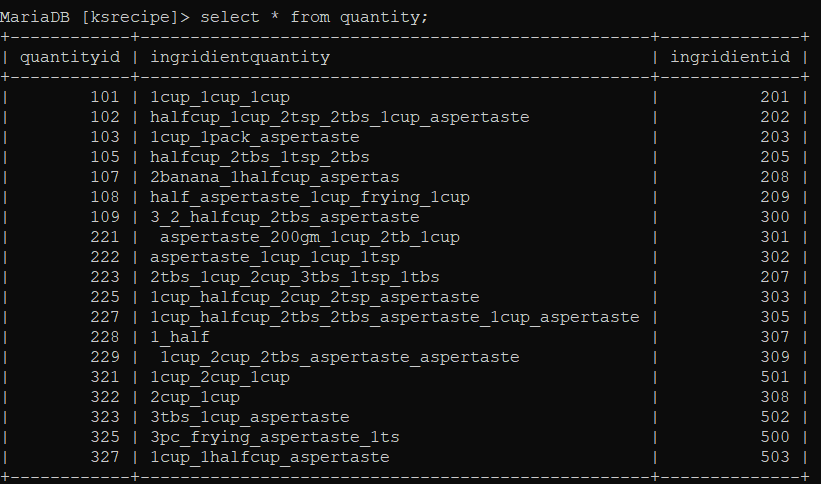 MariaDB [ksrecipe]> select * from quantity;
+------------+---------------------------------------------------+--------------+
| quantityid | ingridientquantity                                | ingridientid |
+------------+---------------------------------------------------+--------------+
|        101 | 1cup_1cup_1cup                                    |          201 |
|        102 | halfcup_1cup_2tsp_2tbs_1cup_aspertaste            |          202 |
|        103 | 1cup_1pack_aspertaste                             |          203 |
|        105 | halfcup_2tbs_1tsp_2tbs                            |          205 |
|        107 | 2banana_1halfcup_aspertas                         |          208 |
|        108 | half_aspertaste_1cup_frying_1cup                  |          209 |
|        109 | 3_2_halfcup_2tbs_aspertaste                       |          300 |
|        221 |  aspertaste_200gm_1cup_2tb_1cup                   |          301 |
|        222 | aspertaste_1cup_1cup_1tsp                         |          302 |
|        223 | 2tbs_1cup_2cup_3tbs_1tsp_1tbs                     |          207 |
|        225 | 1cup_halfcup_2cup_2tsp_aspertaste                 |          303 |
|        227 | 1cup_halfcup_2tbs_2tbs_aspertaste_1cup_aspertaste |          305 |
|        228 | 1_half                                            |          307 |
|        229 |  1cup_2cup_2tbs_aspertaste_aspertaste             |          309 |
|        321 | 1cup_2cup_1cup                                    |          501 |
|        322 | 2cup_1cup                                         |          308 |
|        323 | 3tbs_1cup_aspertaste                              |          502 |
|        325 | 3pc_frying_aspertaste_1ts                         |          500 |
|        327 | 1cup_1halfcup_aspertaste                          |          503 |
+------------+---------------------------------------------------+--------------+